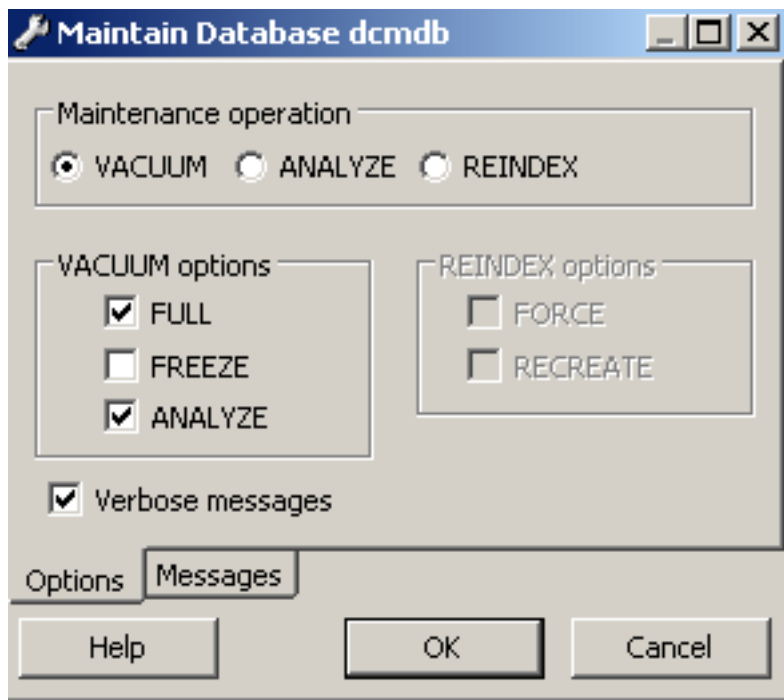 Maintain Database dcmdb
Maintenance operation
VACUUM ANALYZE REINDEX
VACUUM options
FULL
FREEZE
ANALYZE
REINDEX options
FORCE
RECREATE
Verbose messages
Options Messages
Help OK Cancel